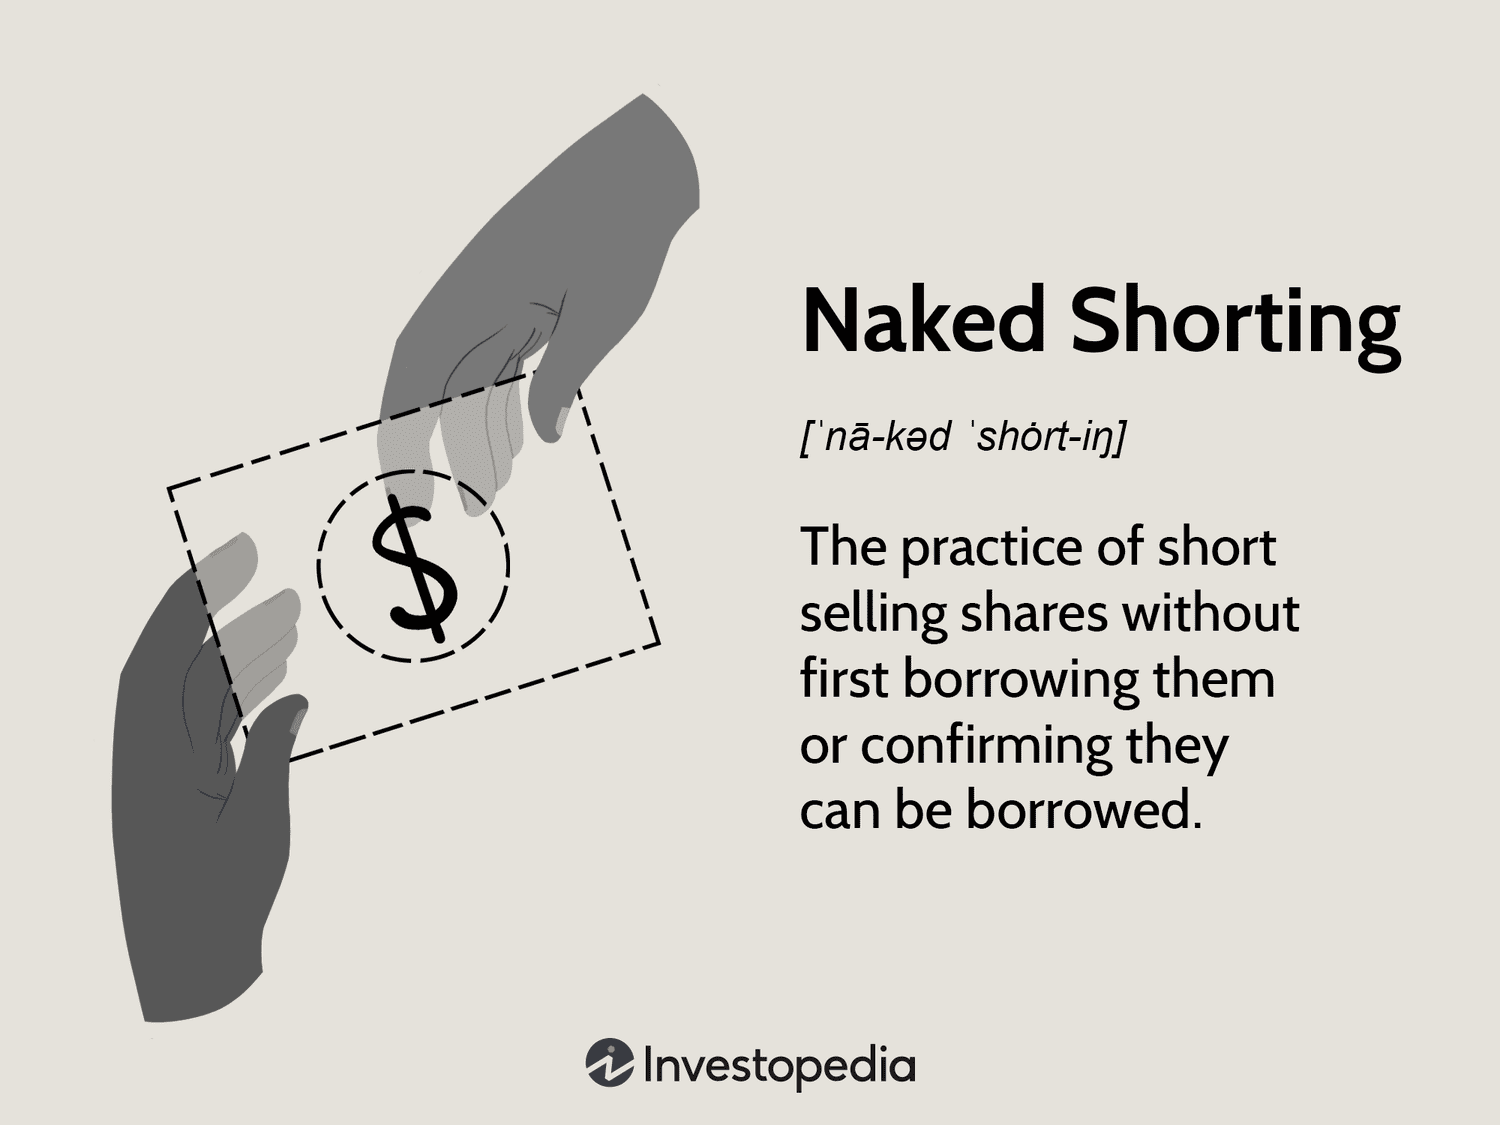 $
Naked Shorting
[ˈnā-kəd ˈshȯrt-iŋ]
The practice of short
selling shares without
first borrowing them
or confirming they
can be borrowed.
Investopedia